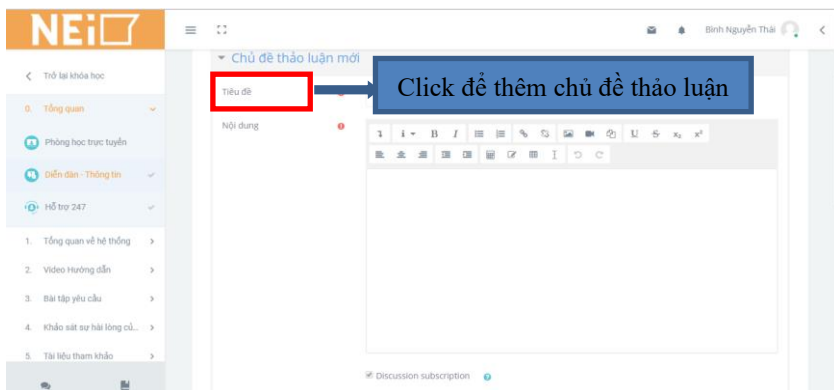 NEi
Bình Nguyễn Thái
Trở lại khóa học
0. Tổng quan
Phòng học trực tuyến
Diễn đàn - Thông tin
Hỗ trợ 247
1. Tổng quan về hệ thống
2. Video Hướng dẫn
3. Bài tập yêu cầu
4. Khảo sát sự hài lòng củ...
5. Tài liệu tham khảo
Chủ đề thảo luận mới
Tiêu đề
Click để thêm chủ đề thảo luận
Nội dung
B I U S x₂ x²
Discussion subscription